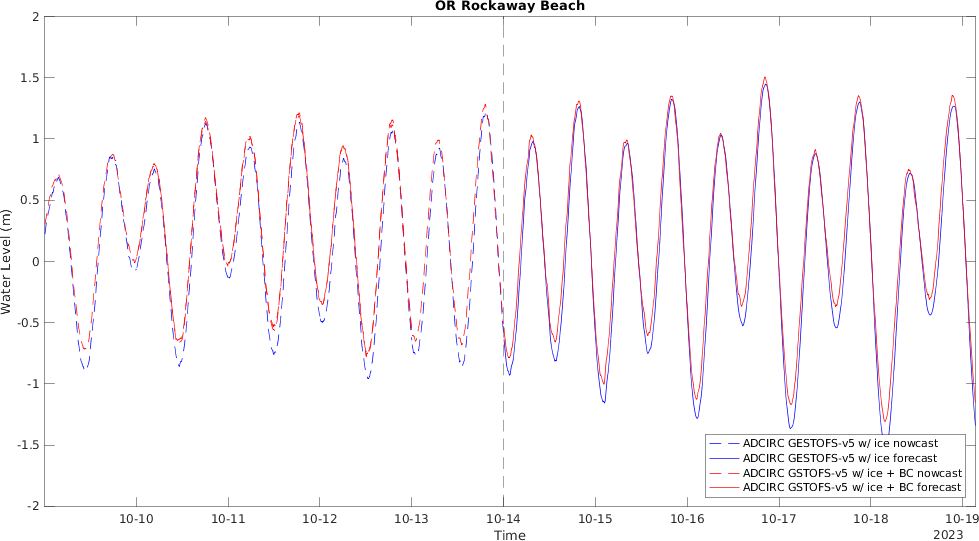 OR Rockaway Beach
2
1.5
1
0.5
0
-0.5
-1
-1.5
-2
Water Level (m)
ADCIRC GESTOFS-v5 w/ ice nowcast
ADCIRC GESTOFS-v5 w/ ice forecast
ADCIRC GSTOFS-v5 w/ ice + BC nowcast
ADCIRC GSTOFS-v5 w/ ice + BC forecast
10-10 10-11 10-12 10-13 10-14 10-15 10-16 10-17 10-18 10-19
Time
2023